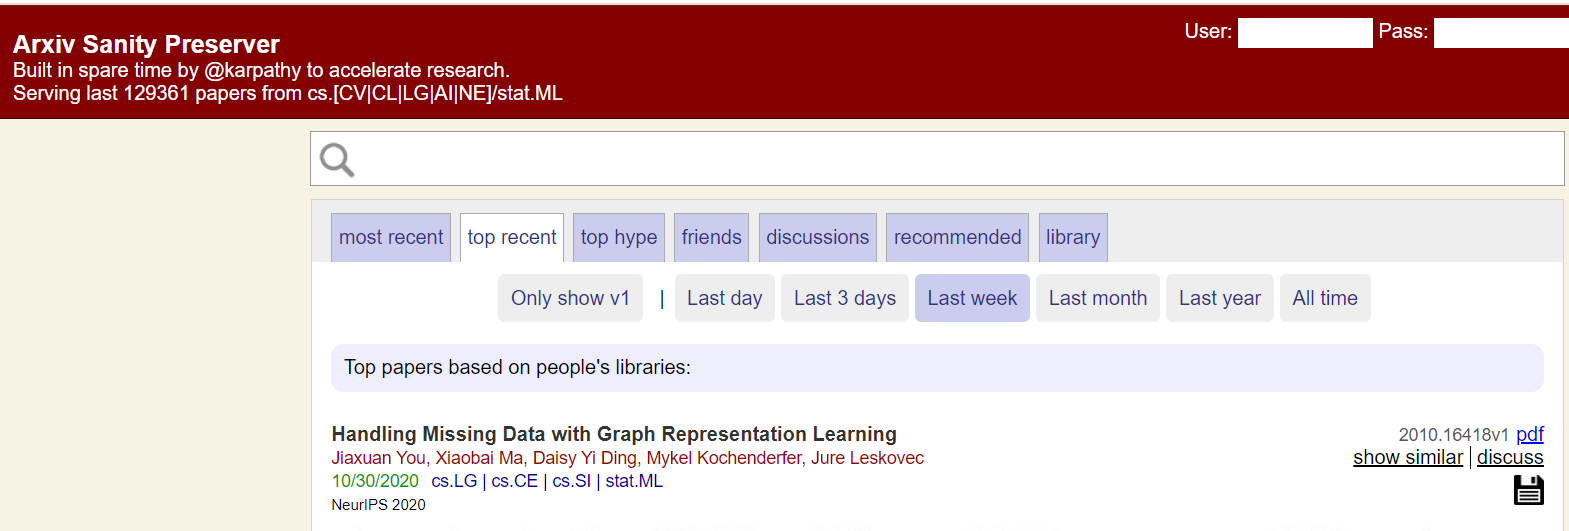 User: Pass:
Arxiv Sanity Preserver
Built in spare time by @karpathy to accelerate research.
Serving last 129361 papers from cs.[CV|CL|LG|AI|NE]/stat.ML
most recent top recent top hype friends discussions recommended library
Only show v1 | Last day Last 3 days Last week Last month Last year All time
Top papers based on people's libraries:
Handling Missing Data with Graph Representation Learning 2010.16418v1 pdf
Jiaxuan You, Xiaobai Ma, Daisy Yi Ding, Mykel Kochenderfer, Jure Leskovec show similar | discuss
10/30/2020 cs.LG | cs.CE | cs.SI | stat.ML
NeurIPS 2020